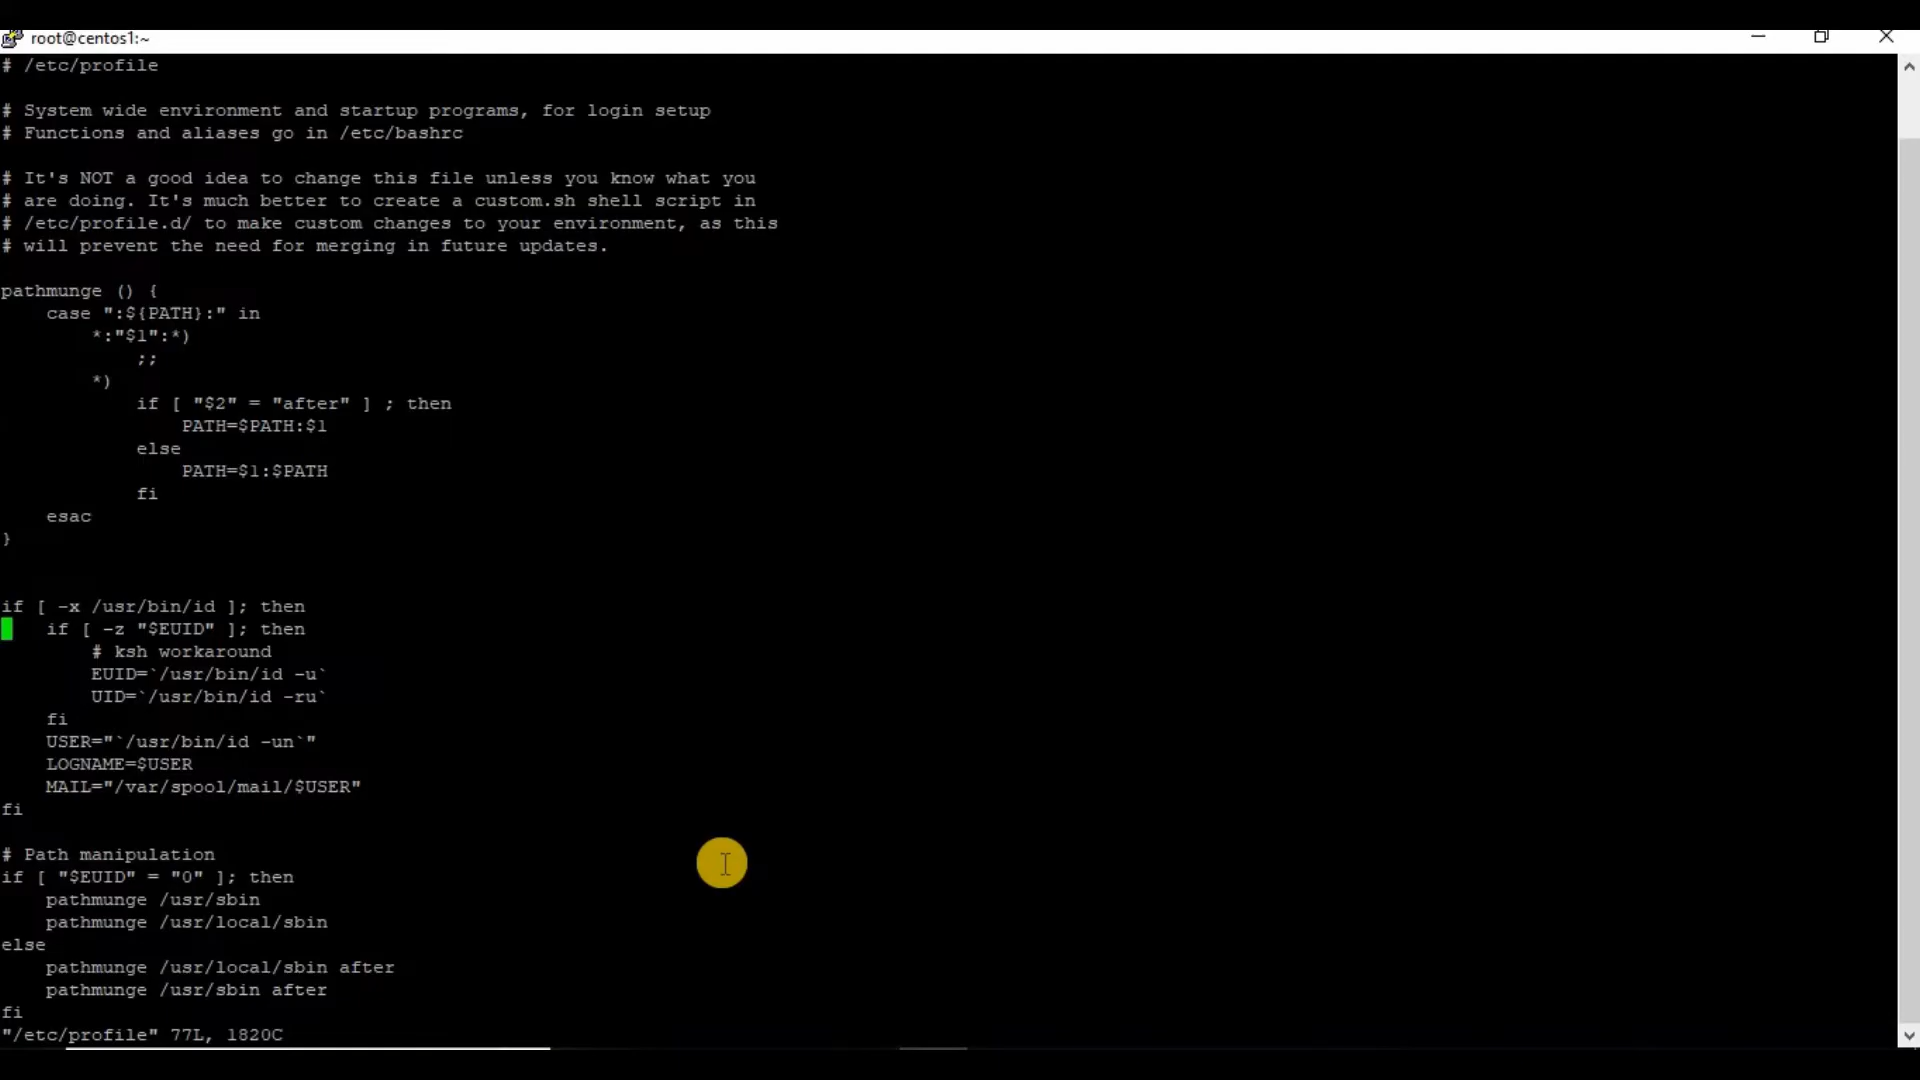 root@centos1:~
# /etc/profile
# System wide environment and startup programs, for login setup
# Functions and aliases go in /etc/bashrc
# It's NOT a good idea to change this file unless you know what you
# are doing. It's much better to create a custom.sh shell script in
# /etc/profile.d/ to make custom changes to your environment, as this
# will prevent the need for merging in future updates.
pathmunge () {
    case ":${PATH}:" in
        *:"$1":*)
            ;;
        *)
            if [ "$2" = "after" ] ; then
                PATH=$PATH:$1
            else
                PATH=$1:$PATH
            fi
    esac
}
if [ -x /usr/bin/id ]; then
    if [ -z "$EUID" ]; then
        # ksh workaround
        EUID=`/usr/bin/id -u`
        UID=`/usr/bin/id -ru`
    fi
    USER="`/usr/bin/id -un`"
    LOGNAME=$USER
    MAIL="/var/spool/mail/$USER"
fi
# Path manipulation
if [ "$EUID" = "0" ]; then
    pathmunge /usr/sbin
    pathmunge /usr/local/sbin
else
    pathmunge /usr/local/sbin after
    pathmunge /usr/sbin after
fi
"/etc/profile" 77L, 1820C